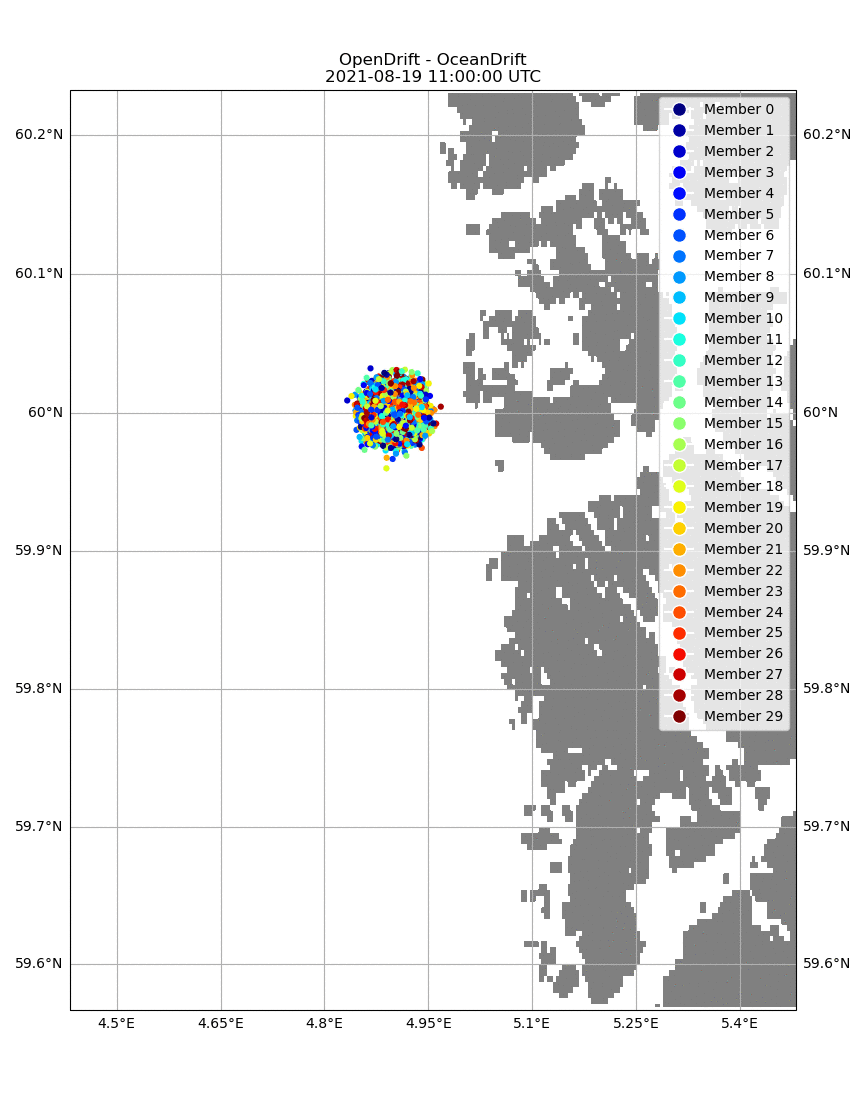 OpenDrift - OceanDrift
2021-08-19 11:00:00 UTC
60.2°N
60.1°N
60°N
59.9°N
59.8°N
59.7°N
59.6°N
Member 0
Member 1
Member 2
Member 3
Member 4
Member 5
Member 6
Member 7
Member 8
Member 9
Member 10
Member 11
Member 12
Member 13
Member 14
Member 15
Member 16
Member 17
Member 18
Member 19
Member 20
Member 21
Member 22
Member 23
Member 24
Member 25
Member 26
Member 27
Member 28
Member 29
60.2°N
60.1°N
60°N
59.9°N
59.8°N
59.7°N
59.6°N
4.5°E 4.65°E 4.8°E 4.95°E 5.1°E 5.25°E 5.4°E